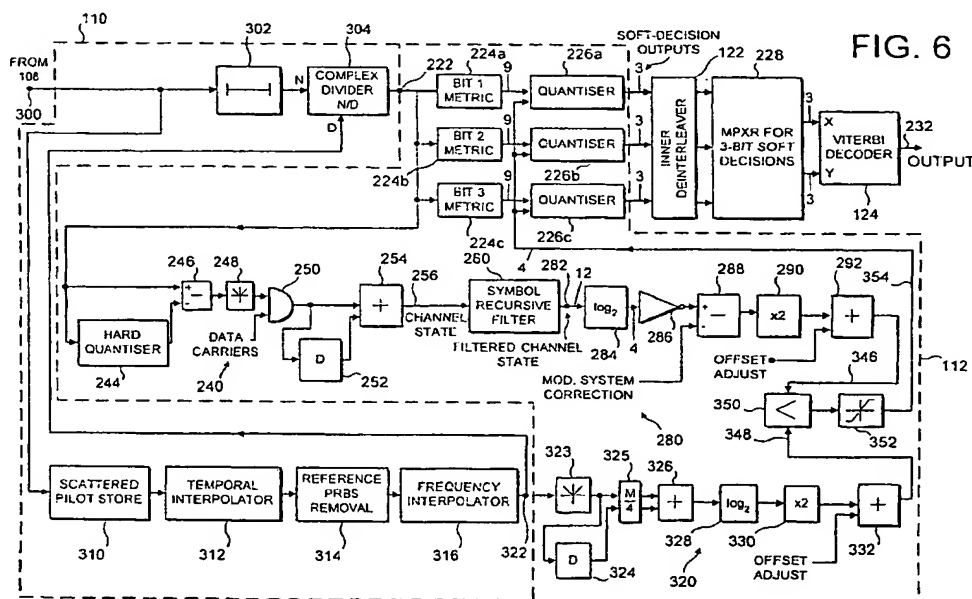 FIG. 6
110
302
304
222
224a
226a
SOFT-DECISION
OUTPUTS
122
228
FROM
108
300
N
COMPLEX
DIVIDER
N/D
D
BIT 1
METRIC
9
QUANTISER
3
BIT 2
METRIC
9
QUANTISER
3
224b
226b
BIT 3
METRIC
9
QUANTISER
3
224c
226c
INNER
DEINTERLEAVER
MPXR FOR
3-BIT SOFT
DECISIONS
3
X
Y
3
VITERBI
DECODER
124
232
OUTPUT
4
246
248
250
254
256
260
282
12
288
290
292
354
+
-
HARD
QUANTISER
244
DATA
CARRIERS
240
D
252
+
CHANNEL
STATE
SYMBOL
RECURSIVE
FILTER
FILTERED CHANNEL
STATE
log2
284
4
286
+
-
x2
+
OFFSET
ADJUST
346
MOD. SYSTEM
CORRECTION
280
350
<
348
352
112
SCATTERED
PILOT STORE
310
TEMPORAL
INTERPOLATOR
312
REFERENCE
PRBS
REMOVAL
314
FREQUENCY
INTERPOLATOR
316
322
323
D
324
325
M
4
326
+
log2
328
320
x2
330
OFFSET
ADJUST
+
332